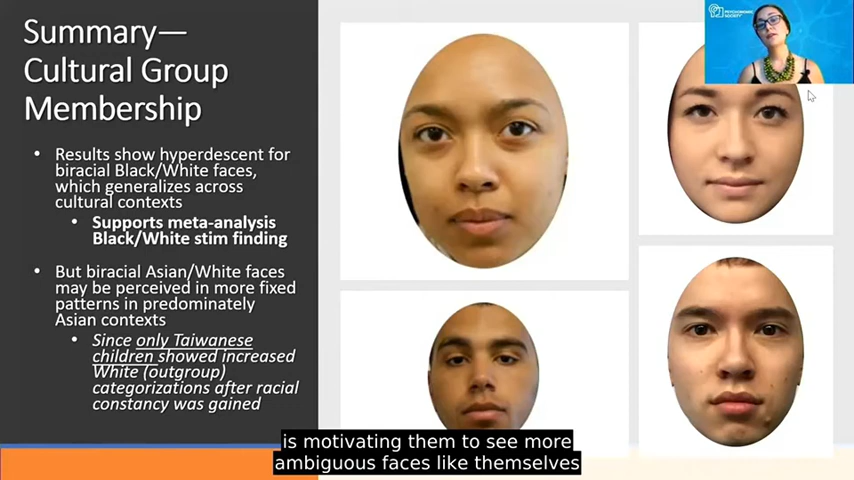 Summary—
Cultural Group
Membership
• Results show hyperdescent for
biracial Black/White faces,
which generalizes across
cultural contexts
• Supports meta-analysis
Black/White stim finding
• But biracial Asian/White faces
may be perceived in more fixed
patterns in predominately
Asian contexts
• Since only Taiwanese
children showed increased
White (outgroup)
categorizations after racial
constancy was gained
PSYCHONOMIC
SOCIETY
is motivating them to see more
ambiguous faces like themselves